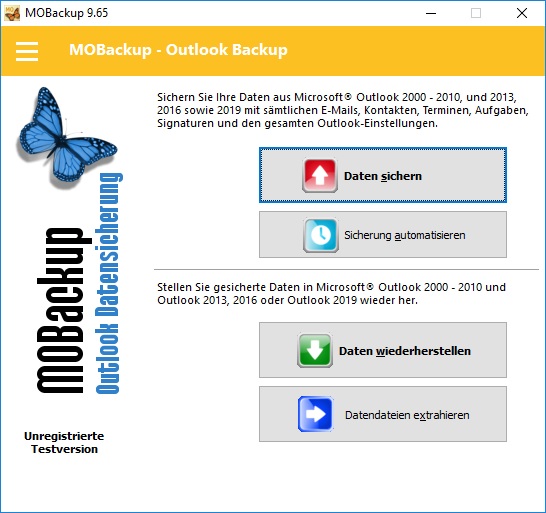 MOBackup 9.65
MOBackup - Outlook Backup
Sichern Sie Ihre Daten aus Microsoft® Outlook 2000 - 2010, und 2013,
2016 sowie 2019 mit sämtlichen E-Mails, Kontakten, Terminen, Aufgaben,
Signaturen und den gesamten Outlook-Einstellungen.
Daten sichern
Sicherung automatisieren
Stellen Sie gesicherte Daten in Microsoft® Outlook 2000 - 2010 und
Outlook 2013, 2016 oder Outlook 2019 wieder her.
Daten wiederherstellen
Datendateien extrahieren
MOBackup
Outlook Datensicherung
Unregistrierte
Testversion